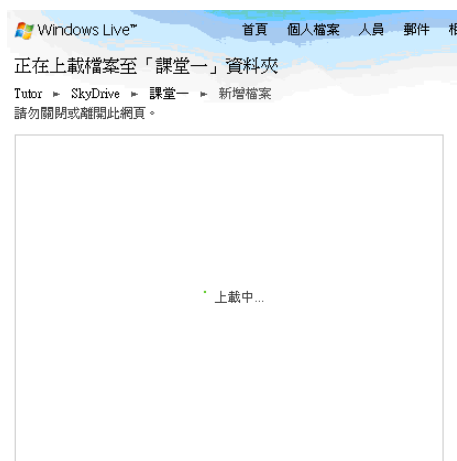 Windows Live™ 首頁 個人檔案 人員 郵件
正在上載檔案至「課堂一」資料夾
Tutor ► SkyDrive ► 課堂一 ► 新增檔案
請勿關閉或離開此網頁。
上載中...